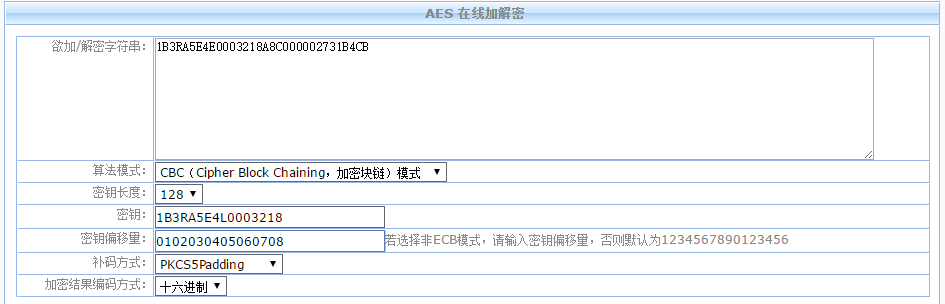 AES 在线加解密
欲加/解密字符串: 1B3RA5E4E0003218A8C000002731B4CB
算法模式: CBC（Cipher Block Chaining，加密块链）模式
密钥长度: 128
密钥: 1B3RA5E4L0003218
密钥偏移量: 0102030405060708 若选择非ECB模式，请输入密钥偏移量，否则默认为1234567890123456
补码方式: PKCS5Padding
加密结果编码方式: 十六进制